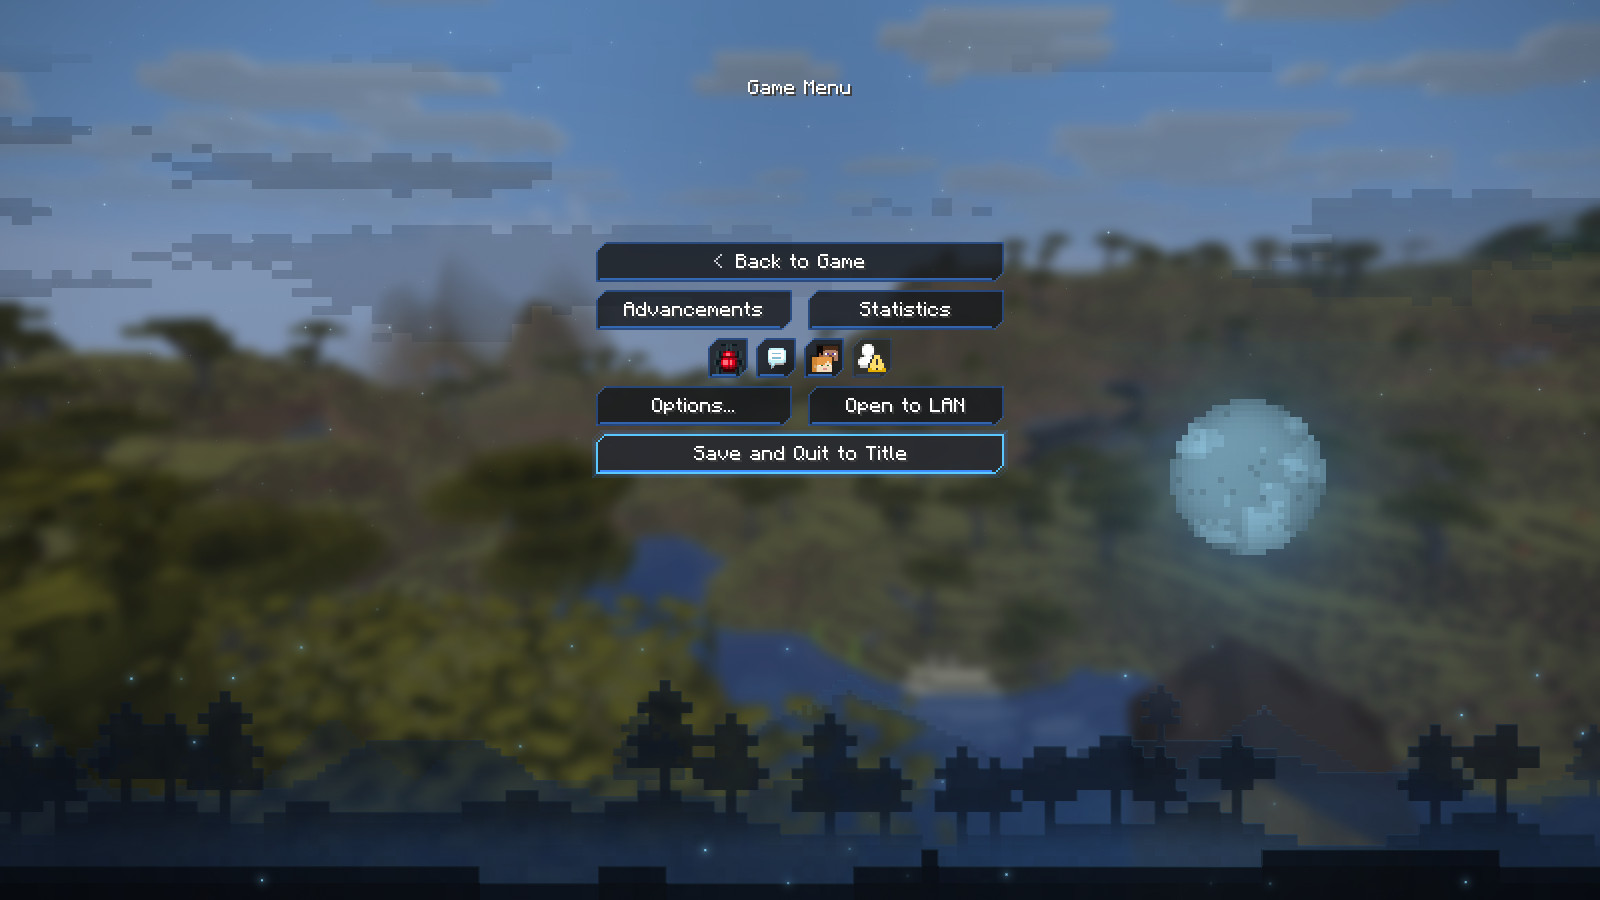 Game Menu
< Back to Game
Advancements
Statistics
Options...
Open to LAN
Save and Quit to Title